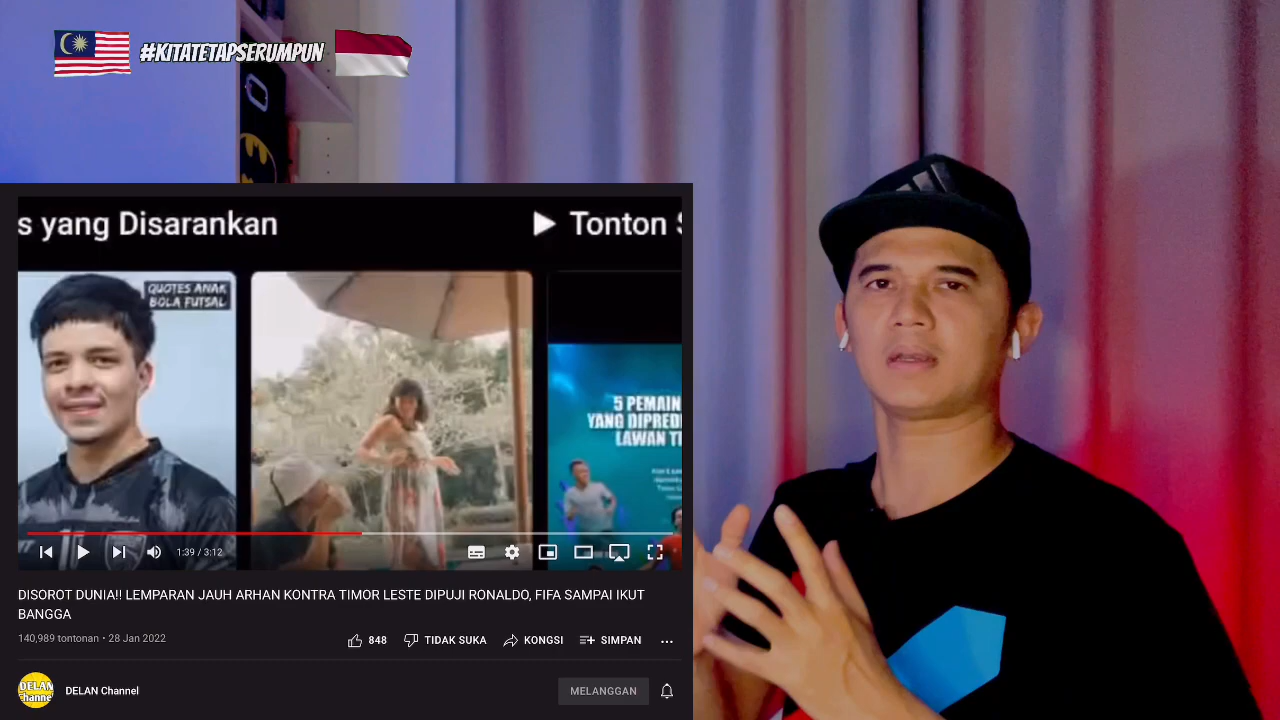 #KITATETAPSERUMPUN
s yang Disarankan
Tonton S
QUOTES ANAK
BOLA FUTSAL
5 PEMAIN
YANG DIPRED
LAWAN T
1:39 / 3:12
DISOROT DUNIA!! LEMPARAN JAUH ARHAN KONTRA TIMOR LESTE DIPUJI RONALDO, FIFA SAMPAI IKUT
BANGGA
140,989 tontonan • 28 Jan 2022
848
TIDAK SUKA
KONGSI
SIMPAN
DELAN
Channel
DELAN Channel
MELANGGAN